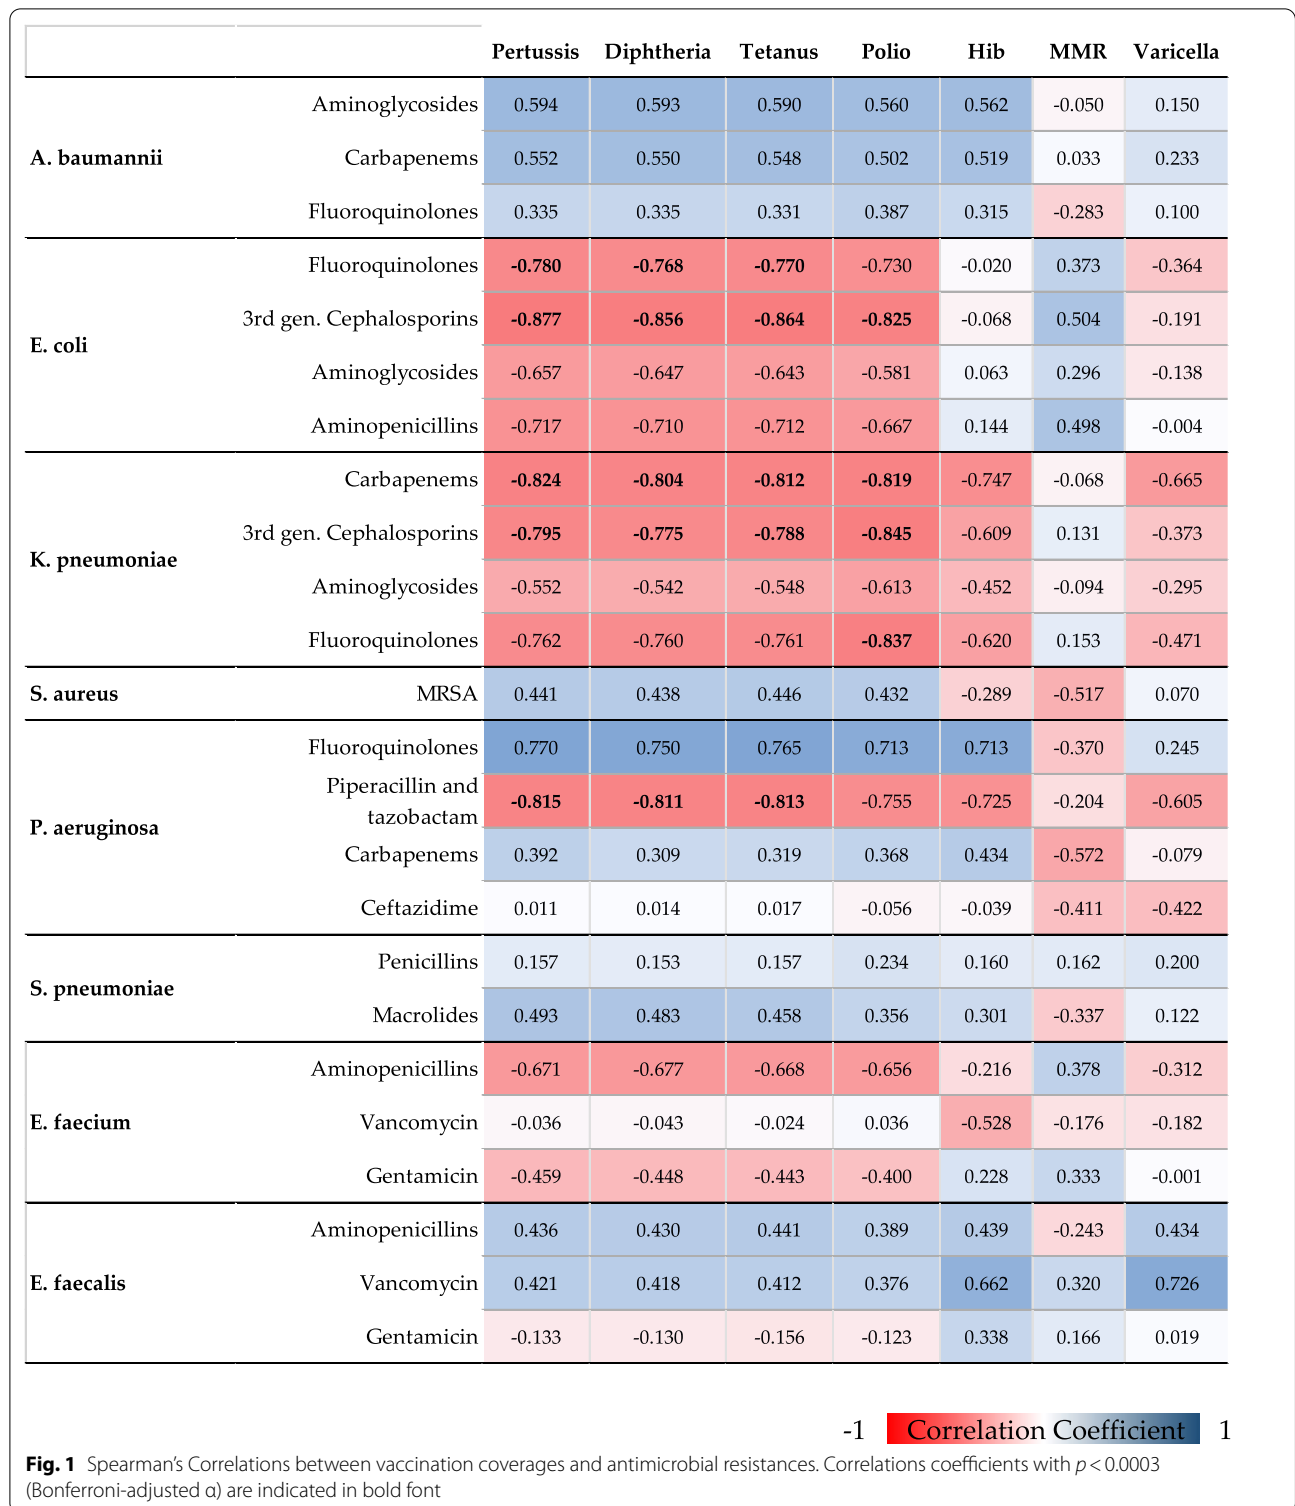 Pertussis Diphtheria Tetanus Polio Hib MMR Varicella
A. baumannii
Aminoglycosides 0.594 0.593 0.590 0.560 0.562 -0.050 0.150
Carbapenems 0.552 0.550 0.548 0.502 0.519 0.033 0.233
Fluoroquinolones 0.335 0.335 0.331 0.387 0.315 -0.283 0.100
E. coli
Fluoroquinolones -0.780 -0.768 -0.770 -0.730 -0.020 0.373 -0.364
3rd gen. Cephalosporins -0.877 -0.856 -0.864 -0.825 -0.068 0.504 -0.191
Aminoglycosides -0.657 -0.647 -0.643 -0.581 0.063 0.296 -0.138
Aminopenicillins -0.717 -0.710 -0.712 -0.667 0.144 0.498 -0.004
K. pneumoniae
Carbapenems -0.824 -0.804 -0.812 -0.819 -0.747 -0.068 -0.665
3rd gen. Cephalosporins -0.795 -0.775 -0.788 -0.845 -0.609 0.131 -0.373
Aminoglycosides -0.552 -0.542 -0.548 -0.613 -0.452 -0.094 -0.295
Fluoroquinolones -0.762 -0.760 -0.761 -0.837 -0.620 0.153 -0.471
S. aureus MRSA 0.441 0.438 0.446 0.432 -0.289 -0.517 0.070
P. aeruginosa
Fluoroquinolones 0.770 0.750 0.765 0.713 0.713 -0.370 0.245
Piperacillin and
tazobactam -0.815 -0.811 -0.813 -0.755 -0.725 -0.204 -0.605
Carbapenems 0.392 0.309 0.319 0.368 0.434 -0.572 -0.079
Ceftazidime 0.011 0.014 0.017 -0.056 -0.039 -0.411 -0.422
S. pneumoniae
Penicillins 0.157 0.153 0.157 0.234 0.160 0.162 0.200
Macrolides 0.493 0.483 0.458 0.356 0.301 -0.337 0.122
E. faecium
Aminopenicillins -0.671 -0.677 -0.668 -0.656 -0.216 0.378 -0.312
Vancomycin -0.036 -0.043 -0.024 0.036 -0.528 -0.176 -0.182
Gentamicin -0.459 -0.448 -0.443 -0.400 0.228 0.333 -0.001
E. faecalis
Aminopenicillins 0.436 0.430 0.441 0.389 0.439 -0.243 0.434
Vancomycin 0.421 0.418 0.412 0.376 0.662 0.320 0.726
Gentamicin -0.133 -0.130 -0.156 -0.123 0.338 0.166 0.019
-1 Correlation Coefficient 1
Fig. 1 Spearman's Correlations between vaccination coverages and antimicrobial resistances. Correlations coefficients with p < 0.0003
(Bonferroni-adjusted α) are indicated in bold font